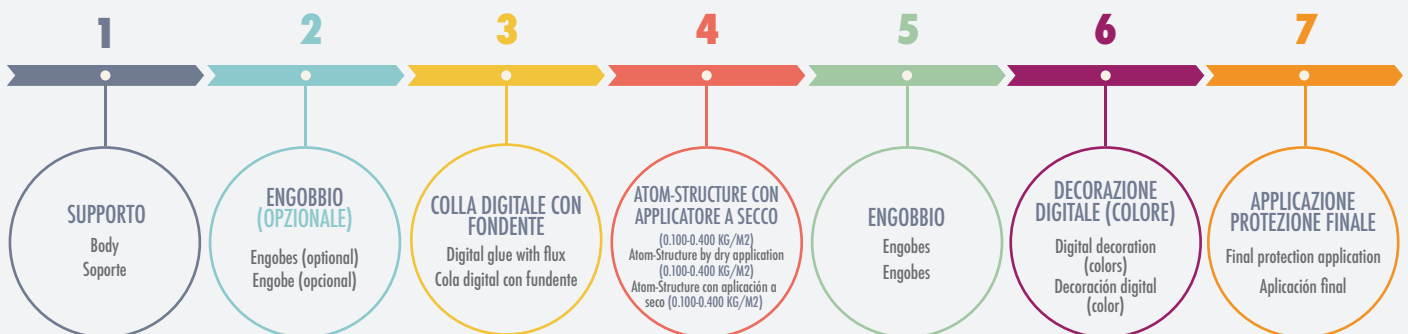 1
2
3
4
5
6
7
SUPPORTO
Body
Soporte
ENGOBBIO
(OPZIONALE)
Engobes (optional)
Engobe (opcional)
COLLA DIGITALE CON
FONDENTE
Digital glue with flux
Cola digital con fundente
ATOM-STRUCTURE CON
APPLICATORE A SECCO
(0.100-0.400 KG/M2)
Atom-Structure by dry application
(0.100-0.400 KG/M2)
Atom-Structure con aplicación a
seco (0.100-0.400 KG/M2)
ENGOBBIO
Engobes
Engobes
DECORAZIONE
DIGITALE (COLORE)
Digital decoration
(colors)
Decoración digital
(color)
APPLICAZIONE
PROTEZIONE FINALE
Final protection application
Aplicación final